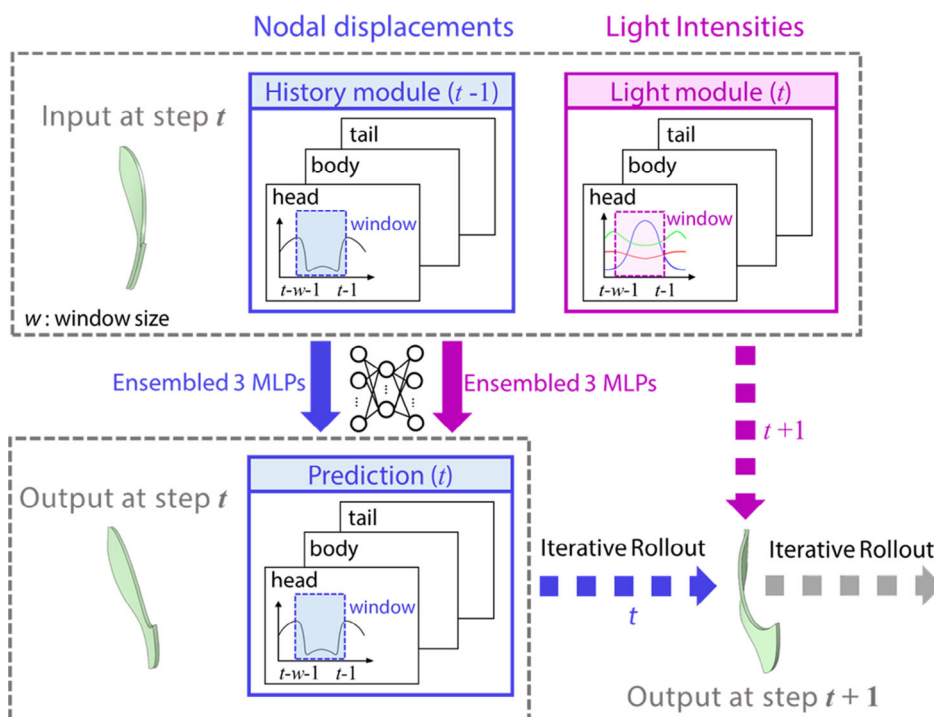 Nodal displacements
Light Intensities
Input at step t
w : window size
History module (t -1)
tail
body
head
window
t-w-1 t-1
Light module (t)
tail
body
head
window
t-w-1 t-1
Ensembled 3 MLPs
Ensembled 3 MLPs
t +1
Output at step t
Prediction (t)
tail
body
head
window
t-w-1 t-1
Iterative Rollout
t
Iterative Rollout
Output at step t + 1